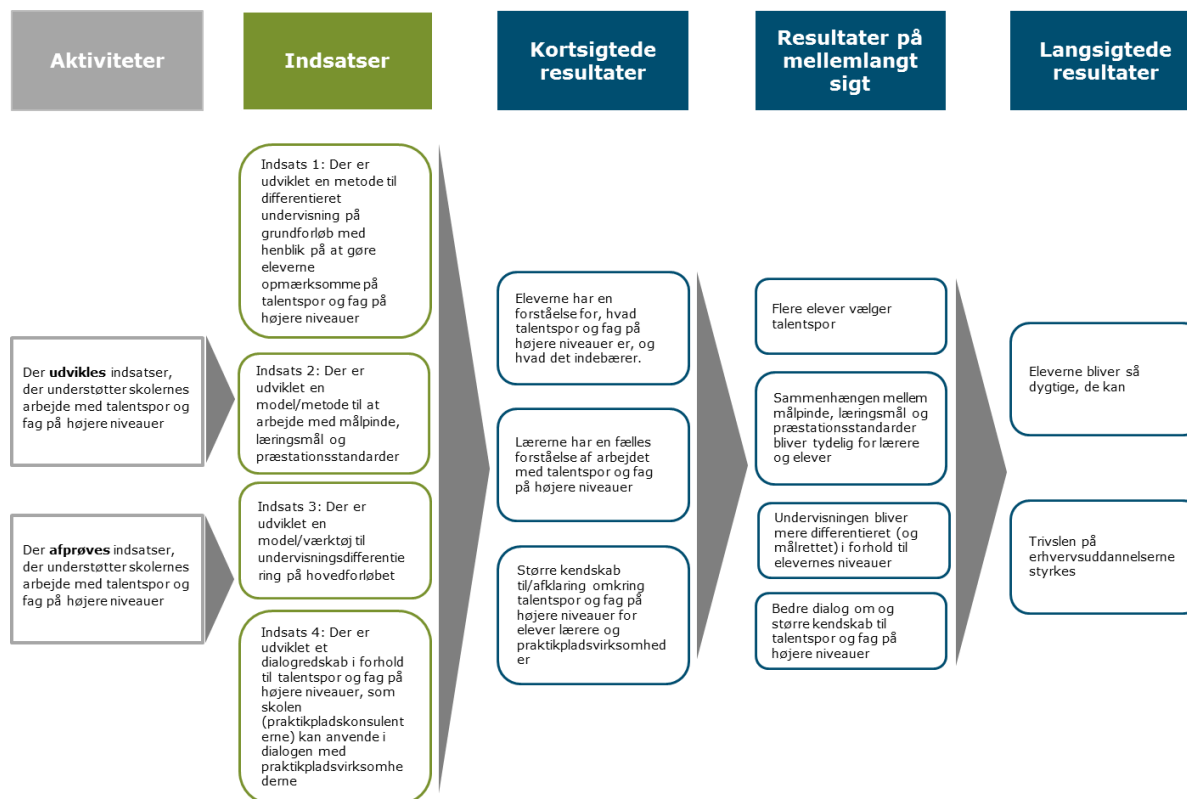 Aktiviteter
Indsatser
Kortsigtede
resultater
Resultater på
mellemlangt
sigt
Langsigtede
resultater
Der udvikles indsatser,
der understøtter skolernes
arbejde med talentspor og
fag på højere niveauer
Der afprøves indsatser,
der understøtter skolernes
arbejde med talentspor og
fag på højere niveauer
Indsats 1: Der er
udviklet en metode til
differentieret
undervisning på
grundforløb med
henblik på at gøre
eleverne
opmærksomme på
talentspor og fag på
højere niveauer
Indsats 2: Der er
udviklet en
model/metode til at
arbejde med målpinde,
læringsmål og
præstationsstandarder
Indsats 3: Der er
udviklet en
model/værktøj til
undervisningsdifferentie
ring på hovedforløbet
Indsats 4: Der er
udviklet et
dialogredskab i forhold
til talentspor og fag på
højere niveauer, som
skolen
(praktikpladskonsulent
erne) kan anvende i
dialogen med
praktikpladsvirksomhe
derne
Eleverne har en
forståelse for, hvad
talentspor og fag på
højere niveauer er, og
hvad det indebærer.
Lærerne har en fælles
forståelse af arbejdet
med talentspor og fag
på højere niveauer
Større kendskab
til/afklaring omkring
talentspor og fag på
højere niveauer for
elever lærere og
praktikpladsvirksomhed
er
Flere elever vælger
talentspor
Sammenhængen mellem
målpinde, læringsmål og
præstationsstandarder
bliver tydelig for lærere
og elever
Undervisningen bliver
mere differentieret (og
målrettet) i forhold til
elevernes niveauer
Bedre dialog om og
større kendskab til
talentspor og fag på
højere niveauer
Eleverne bliver så
dygtige, de kan
Trivslen på
erhvervsuddannelserne
styrkes